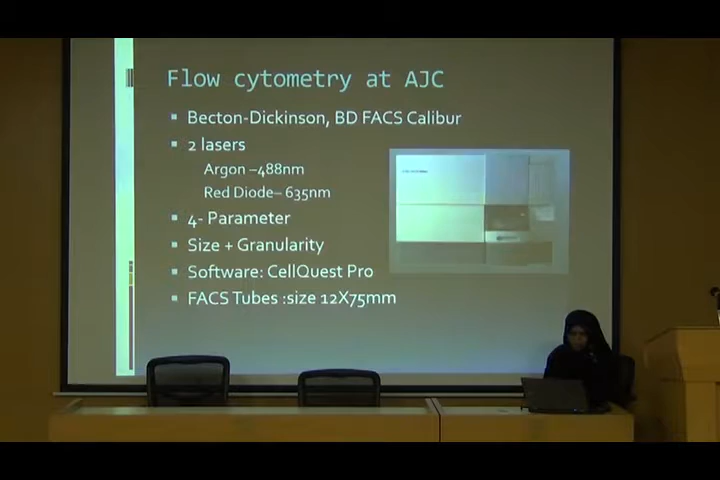 Flow cytometry at AJC
Becton-Dickinson, BD FACS Calibur
2 lasers
Argon –488nm
Red Diode– 635nm
4- Parameter
Size + Granularity
Software: CellQuest Pro
FACS Tubes :size 12X75mm